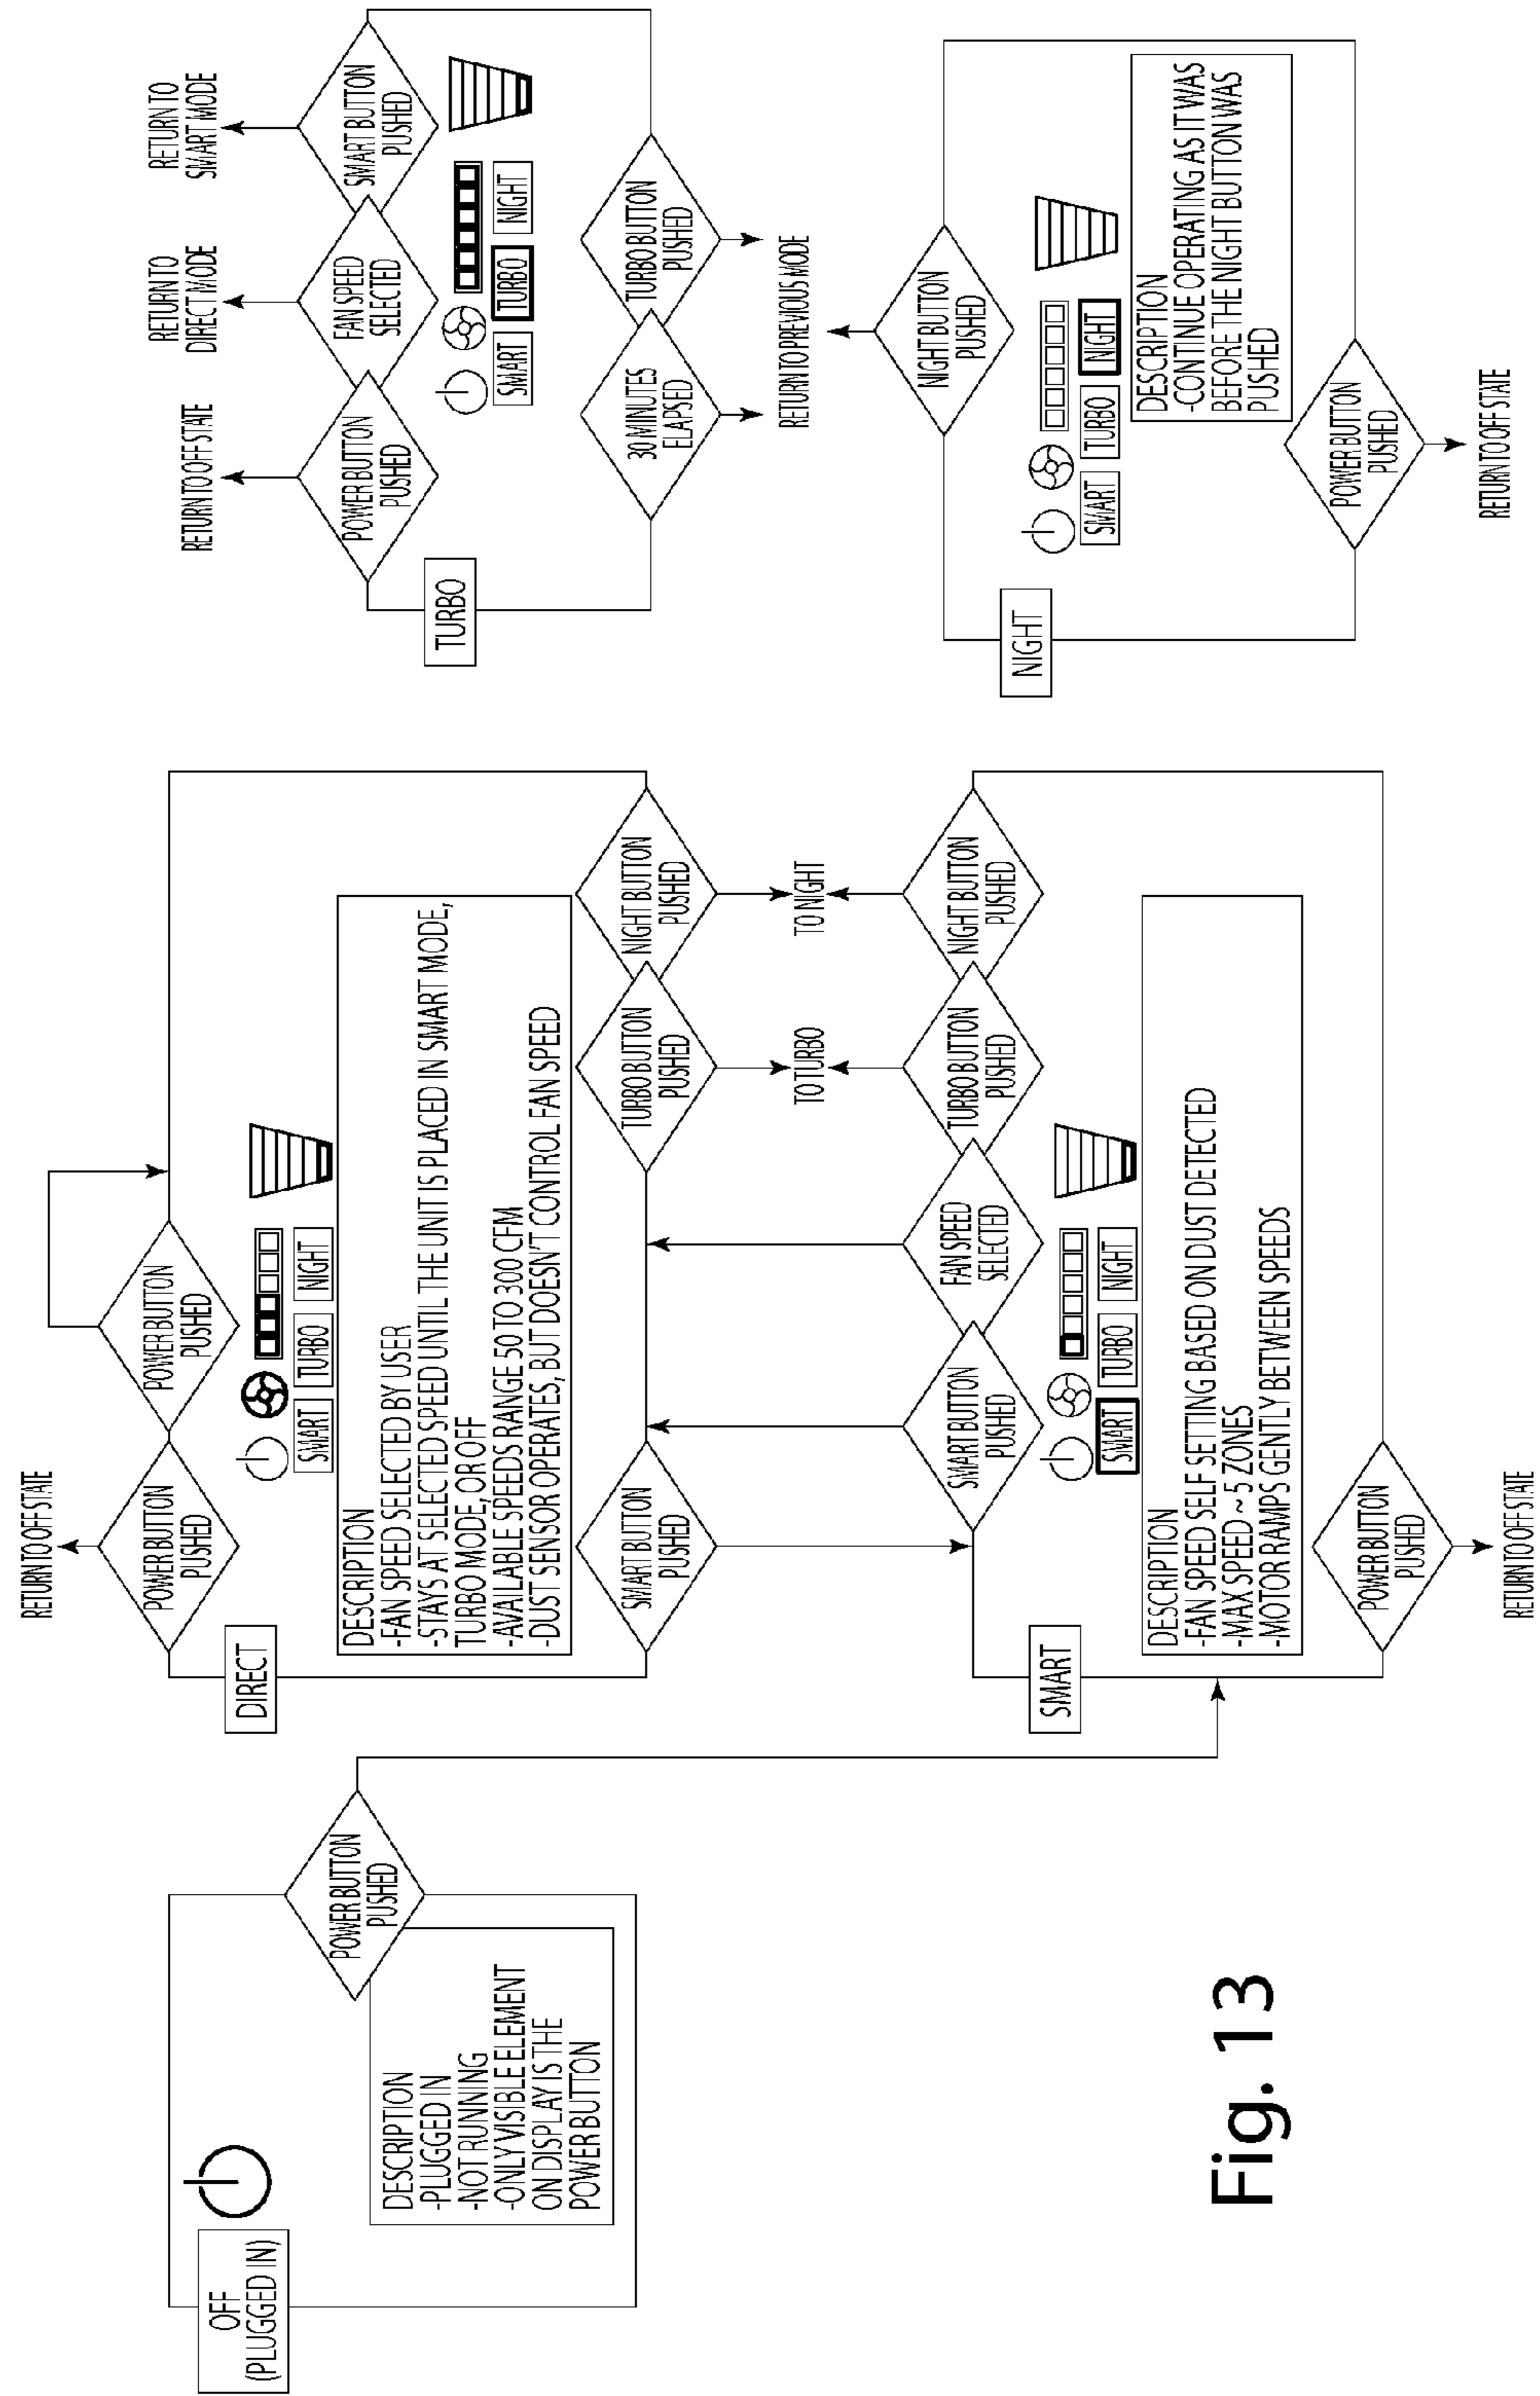 OFF
(PLUGGED IN)
DESCRIPTION
-PLUGGED IN
-NOT RUNNING
-ONLY VISIBLE ELEMENT
ON DISPLAY IS THE
POWER BUTTON
POWER BUTTON
PUSHED
RETURN TO OFF STATE
DIRECT
POWER BUTTON
PUSHED
POWER BUTTON
PUSHED
SMART
TURBO
NIGHT
DESCRIPTION
-FAN SPEED SELECTED BY USER
-STAYS AT SELECTED SPEED UNTIL THE UNIT IS PLACED IN SMART MODE,
TURBO MODE, OR OFF
-AVAILABLE SPEEDS RANGE 50 TO 300 CFM
-DUST SENSOR OPERATES, BUT DOESN'T CONTROL FAN SPEED
SMART BUTTON
PUSHED
TURBO BUTTON
PUSHED
NIGHT BUTTON
PUSHED
TO TURBO
TO NIGHT
SMART
SMART BUTTON
PUSHED
FAN SPEED
SELECTED
TURBO BUTTON
PUSHED
NIGHT BUTTON
PUSHED
SMART
TURBO
NIGHT
DESCRIPTION
-FAN SPEED SELF SETTING BASED ON DUST DETECTED
-MAX SPEED ~ 5 ZONES
-MOTOR RAMPS GENTLY BETWEEN SPEEDS
POWER BUTTON
PUSHED
RETURN TO OFF STATE
RETURN TO OFF STATE
RETURN TO
DIRECT MODE
RETURN TO
SMART MODE
TURBO
POWER BUTTON
PUSHED
FAN SPEED
SELECTED
SMART BUTTON
PUSHED
SMART
TURBO
NIGHT
30 MINUTES
ELAPSED
TURBO BUTTON
PUSHED
RETURN TO PREVIOUS MODE
NIGHT
NIGHT BUTTON
PUSHED
SMART
TURBO
NIGHT
DESCRIPTION
-CONTINUE OPERATING AS IT WAS
BEFORE THE NIGHT BUTTON WAS
PUSHED
POWER BUTTON
PUSHED
RETURN TO OFF STATE
Fig. 13